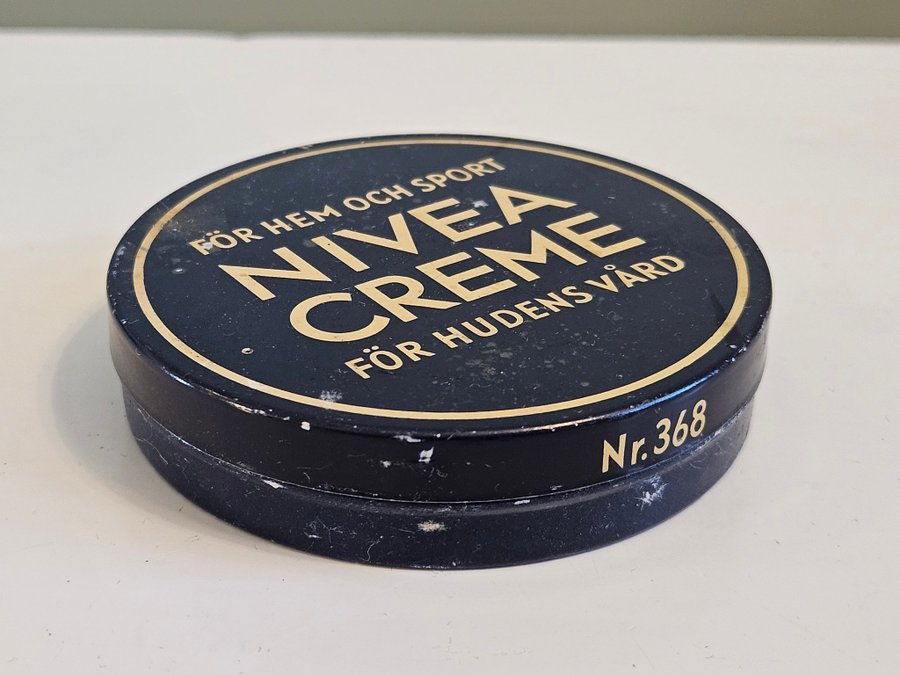 FÖR HEM OCH SPORT
NIVEA
CREME
FÖR HUDENS VÅRD
Nr. 368